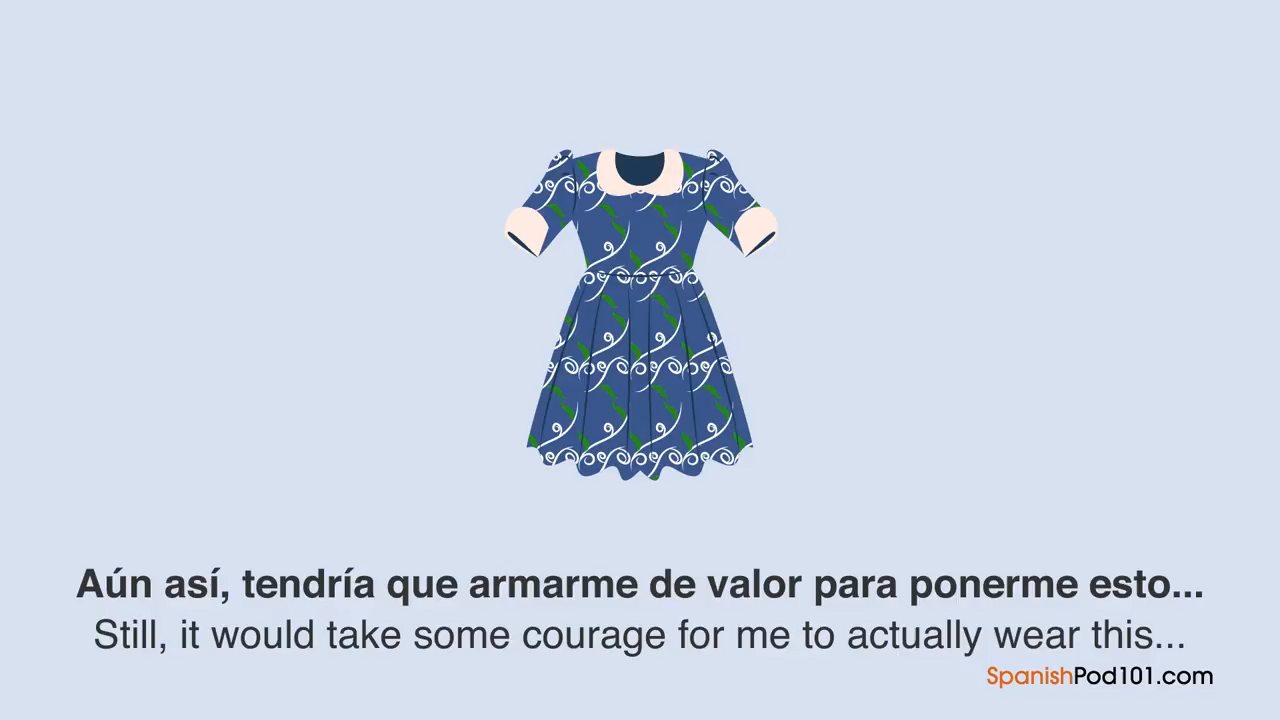 Aún así, tendría que armarme de valor para ponerme esto...
Still, it would take some courage for me to actually wear this...
SpanishPod101.com